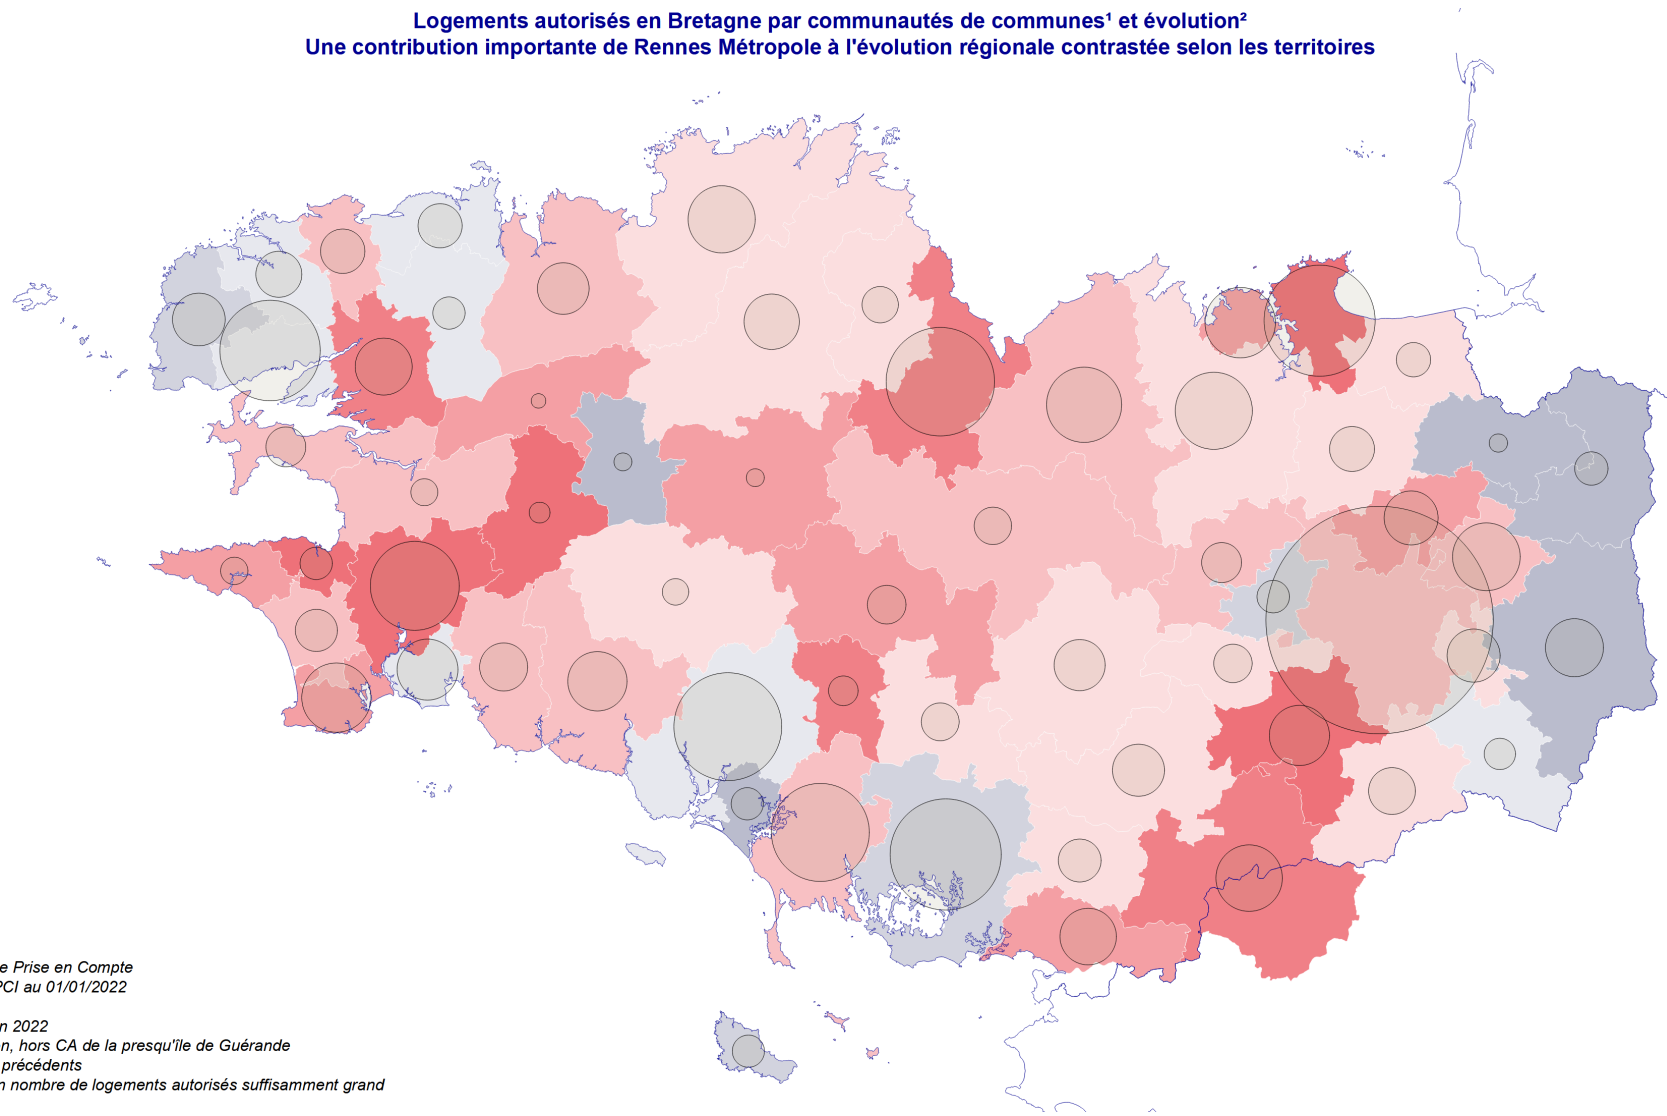 Logements autorisés en Bretagne par communautés de communes¹ et évolution²
Une contribution importante de Rennes Métropole à l'évolution régionale contrastée selon les territoires
e Prise en Compte
PCI au 01/01/2022
n 2022
n, hors CA de la presqu'île de Guérande
précédents
n nombre de logements autorisés suffisamment grand